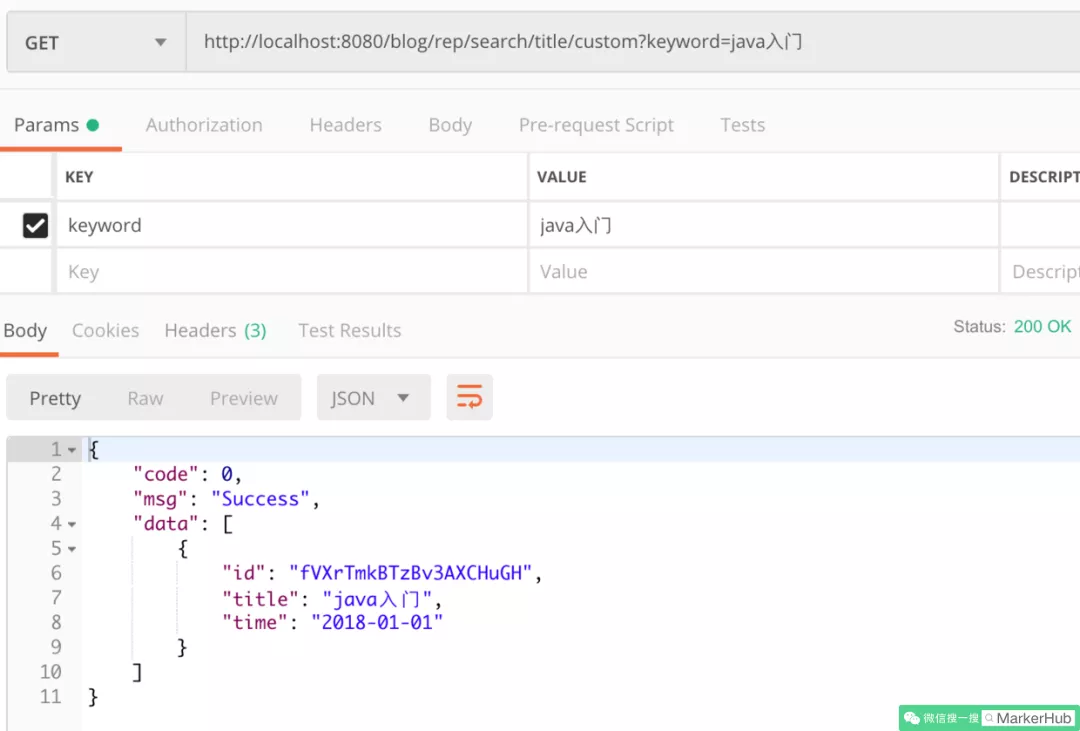 GET http://localhost:8080/blog/rep/search/title/custom?keyword=java入门
Params Authorization Headers Body Pre-request Script Tests
KEY VALUE DESCRIPT
keyword java入门
Key Value Descript
Body Cookies Headers (3) Test Results Status: 200 OK
Pretty Raw Preview JSON
1 {
2 "code": 0,
3 "msg": "Success",
4 "data": [
5 {
6 "id": "fVXrTmkBTzBv3AXCHuGH",
7 "title": "java入门",
8 "time": "2018-01-01"
9 }
10 ]
11 }
微信搜一搜 MarkerHub